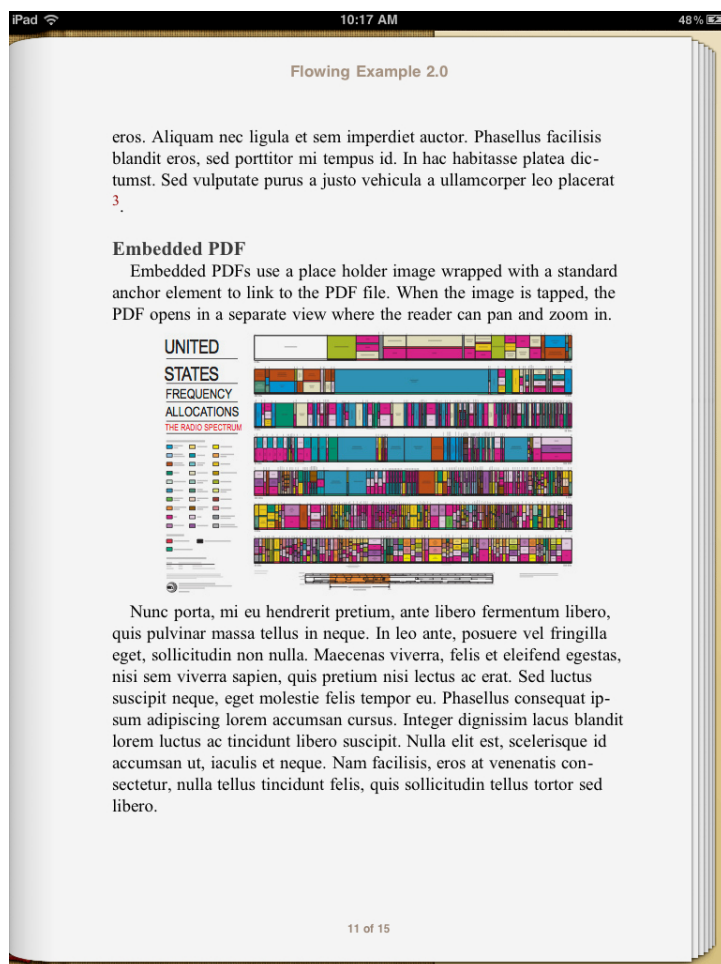 iPad 10:17 AM 48%
Flowing Example 2.0
eros. Aliquam nec ligula et sem imperdiet auctor. Phasellus facilisis
blandit eros, sed porttitor mi tempus id. In hac habitasse platea dic-
tumst. Sed vulputate purus a justo vehicula a ullamcorper leo placerat
3.
Embedded PDF
Embedded PDFs use a place holder image wrapped with a standard
anchor element to link to the PDF file. When the image is tapped, the
PDF opens in a separate view where the reader can pan and zoom in.
UNITED
STATES
FREQUENCY
ALLOCATIONS
THE RADIO SPECTRUM
Nunc porta, mi eu hendrerit pretium, ante libero fermentum libero,
quis pulvinar massa tellus in neque. In leo ante, posuere vel fringilla
eget, sollicitudin non nulla. Maecenas viverra, felis et eleifend egestas,
nisi sem viverra sapien, quis pretium nisi lectus ac erat. Sed luctus
suscipit neque, eget molestie felis tempor eu. Phasellus consequat ip-
sum adipiscing lorem accumsan cursus. Integer dignissim lacus blandit
lorem luctus ac tincidunt libero suscipit. Nulla elit est, scelerisque id
accumsan ut, iaculis et neque. Nam facilisis, eros at venenatis con-
sectetur, nulla tellus tincidunt felis, quis sollicitudin tellus tortor sed
libero.
11 of 15